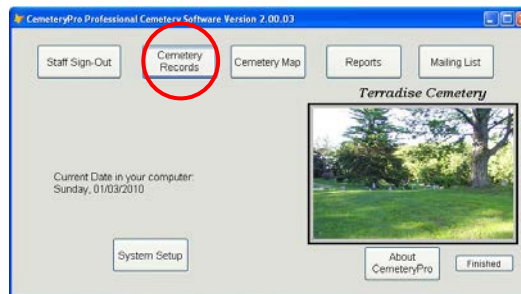 CemeteryPro Professional Cemetery Software Version 2.00.03
Staff Sign-Out
Cemetery
Records
Cemetery Map
Reports
Mailing List
Terradise Cemetery
Current Date in your computer:
Sunday, 01/03/2010
System Setup
About
CemeteryPro
Finished